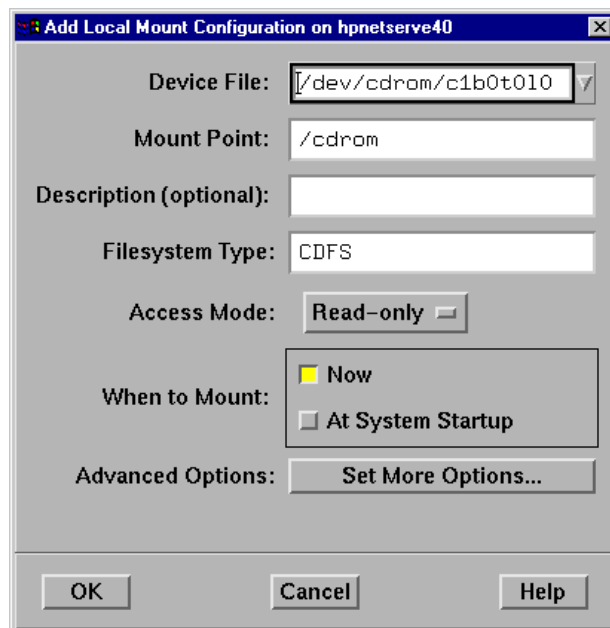 Add Local Mount Configuration on hpnetserve40
Device File: /dev/cdrom/c1b0t0l0
Mount Point: /cdrom
Description (optional):
Filesystem Type: CDFS
Access Mode: Read-only
When to Mount: Now
At System Startup
Advanced Options: Set More Options...
OK Cancel Help